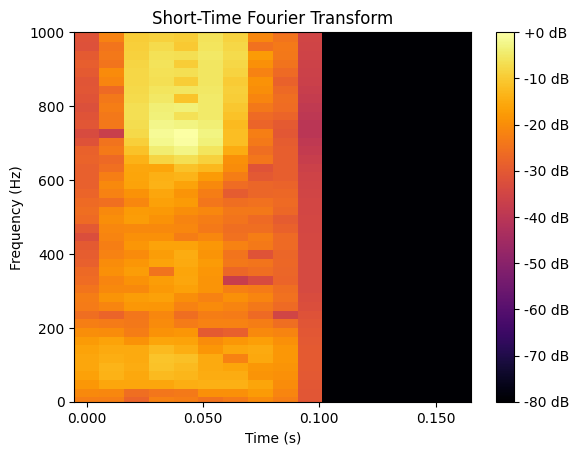 Short-Time Fourier Transform
1000
800
600
400
200
0
Frequency (Hz)
0.000
0.050
0.100
0.150
Time (s)
+0 dB
-10 dB
-20 dB
-30 dB
-40 dB
-50 dB
-60 dB
-70 dB
-80 dB